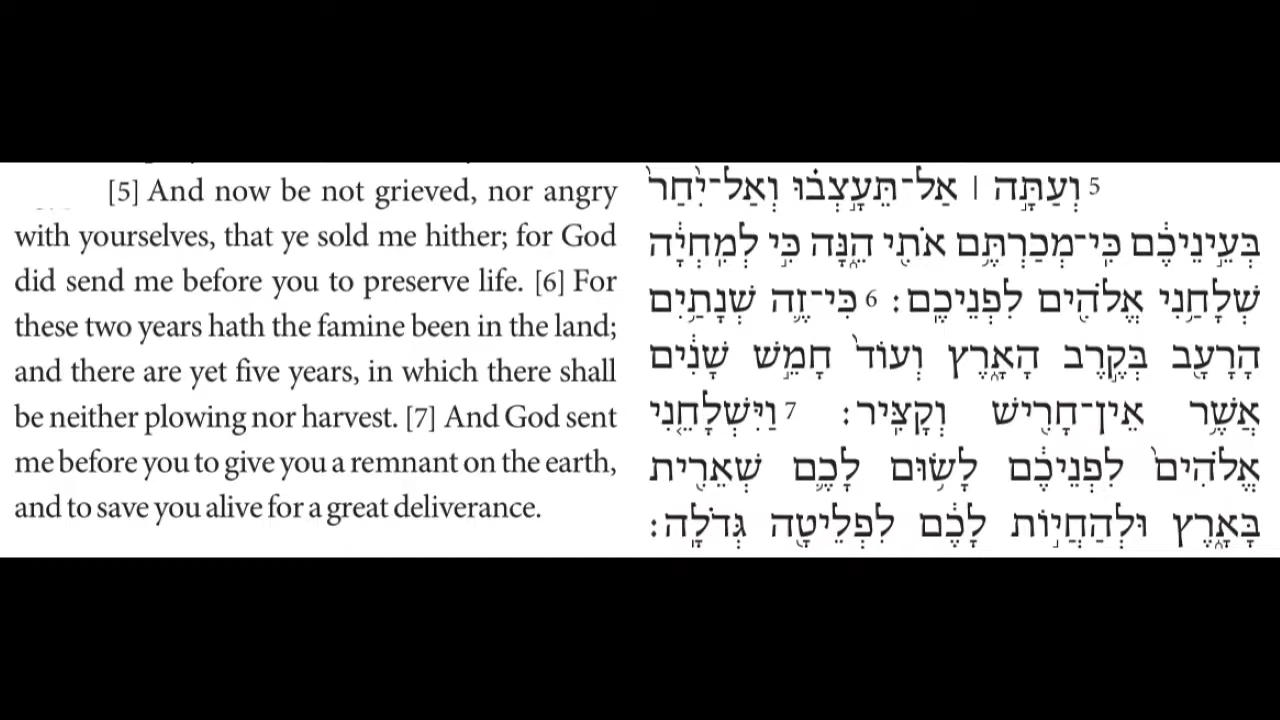 [5] And now be not grieved, nor angry
with yourselves, that ye sold me hither; for God
did send me before you to preserve life. [6] For
these two years hath the famine been in the land;
and there are yet five years, in which there shall
be neither plowing nor harvest. [7] And God sent
me before you to give you a remnant on the earth,
and to save you alive for a great deliverance.
5 וְעַתָּ֣ה ׀ אַל־תֵּעָ֣צְב֗וּ וְאַל־יִ֙חַר֙
בְּעֵ֣ינֵיכֶ֔ם כִּֽי־מְכַרְתֶּ֥ם אֹתִ֖י הֵ֑נָּה כִּ֣י לְמִֽחְיָ֔ה
שְׁלָחַ֥נִי אֱלֹהִ֖ים לִפְנֵיכֶֽם׃ 6 כִּי־זֶ֛ה שְׁנָתַ֥יִם
הָרָעָ֖ב בְּקֶ֣רֶב הָאָ֑רֶץ וְעוֹד֙ חָמֵ֣שׁ שָׁנִ֔ים
אֲשֶׁ֥ר אֵין־חָרִ֖ישׁ וְקָצִּֽיר׃ 7 וַיִּשְׁלָחֵ֤נִי
אֱלֹהִים֙ לִפְנֵיכֶ֔ם לָשׂ֥וּם לָכֶ֛ם שְׁאֵרִ֖ית
בָּאָ֑רֶץ וּלְהַחֲי֣וֹת לָכֶ֔ם לִפְלֵיטָ֖ה גְּדֹלָֽה׃